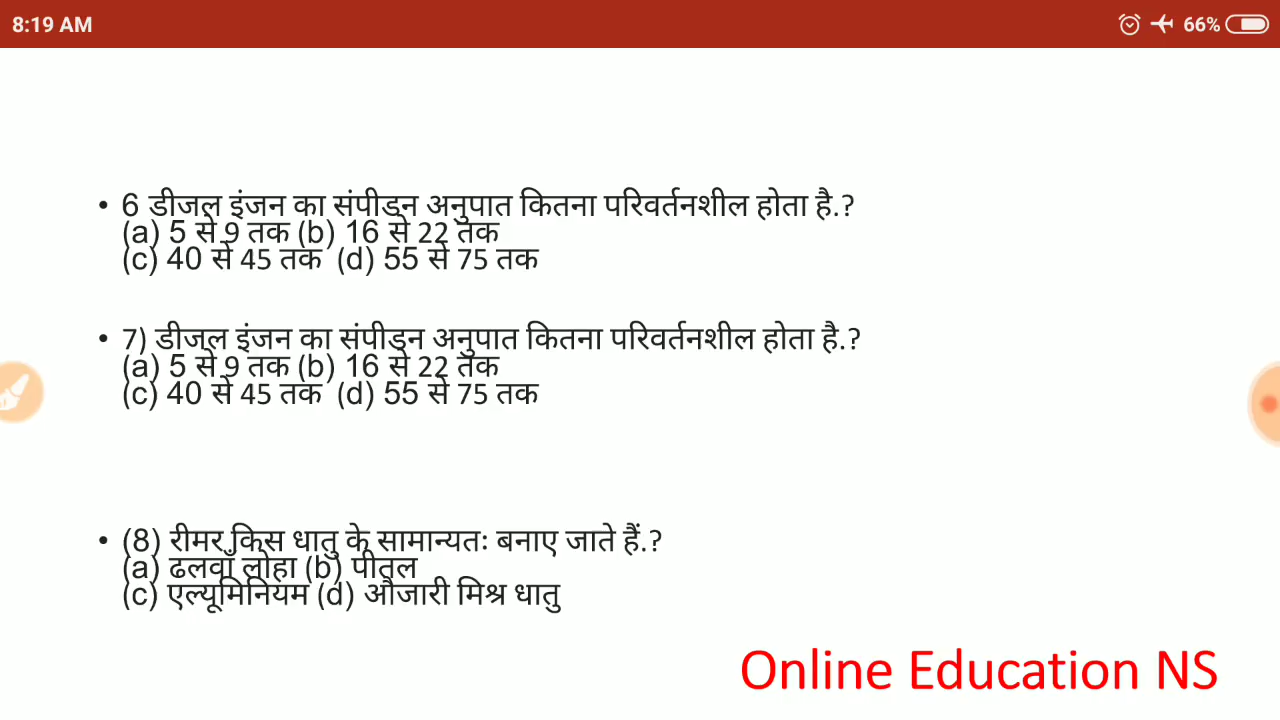 8:19 AM
66%
• 6 डीजल इंजन का संपीडन अनुपात कितना परिवर्तनशील होता है.?
(a) 5 से 9 तक (b) 16 से 22 तक
(c) 40 से 45 तक (d) 55 से 75 तक
• 7) डीजल इंजन का संपीडन अनुपात कितना परिवर्तनशील होता है.?
(a) 5 से 9 तक (b) 16 से 22 तक
(c) 40 से 45 तक (d) 55 से 75 तक
• (8) रीमर किस धातु के सामान्यतः बनाए जाते हैं.?
(a) ढलवाँ लोहा (b) पीतल
(c) एल्यूमिनियम (d) औजारी मिश्र धातु
Online Education NS